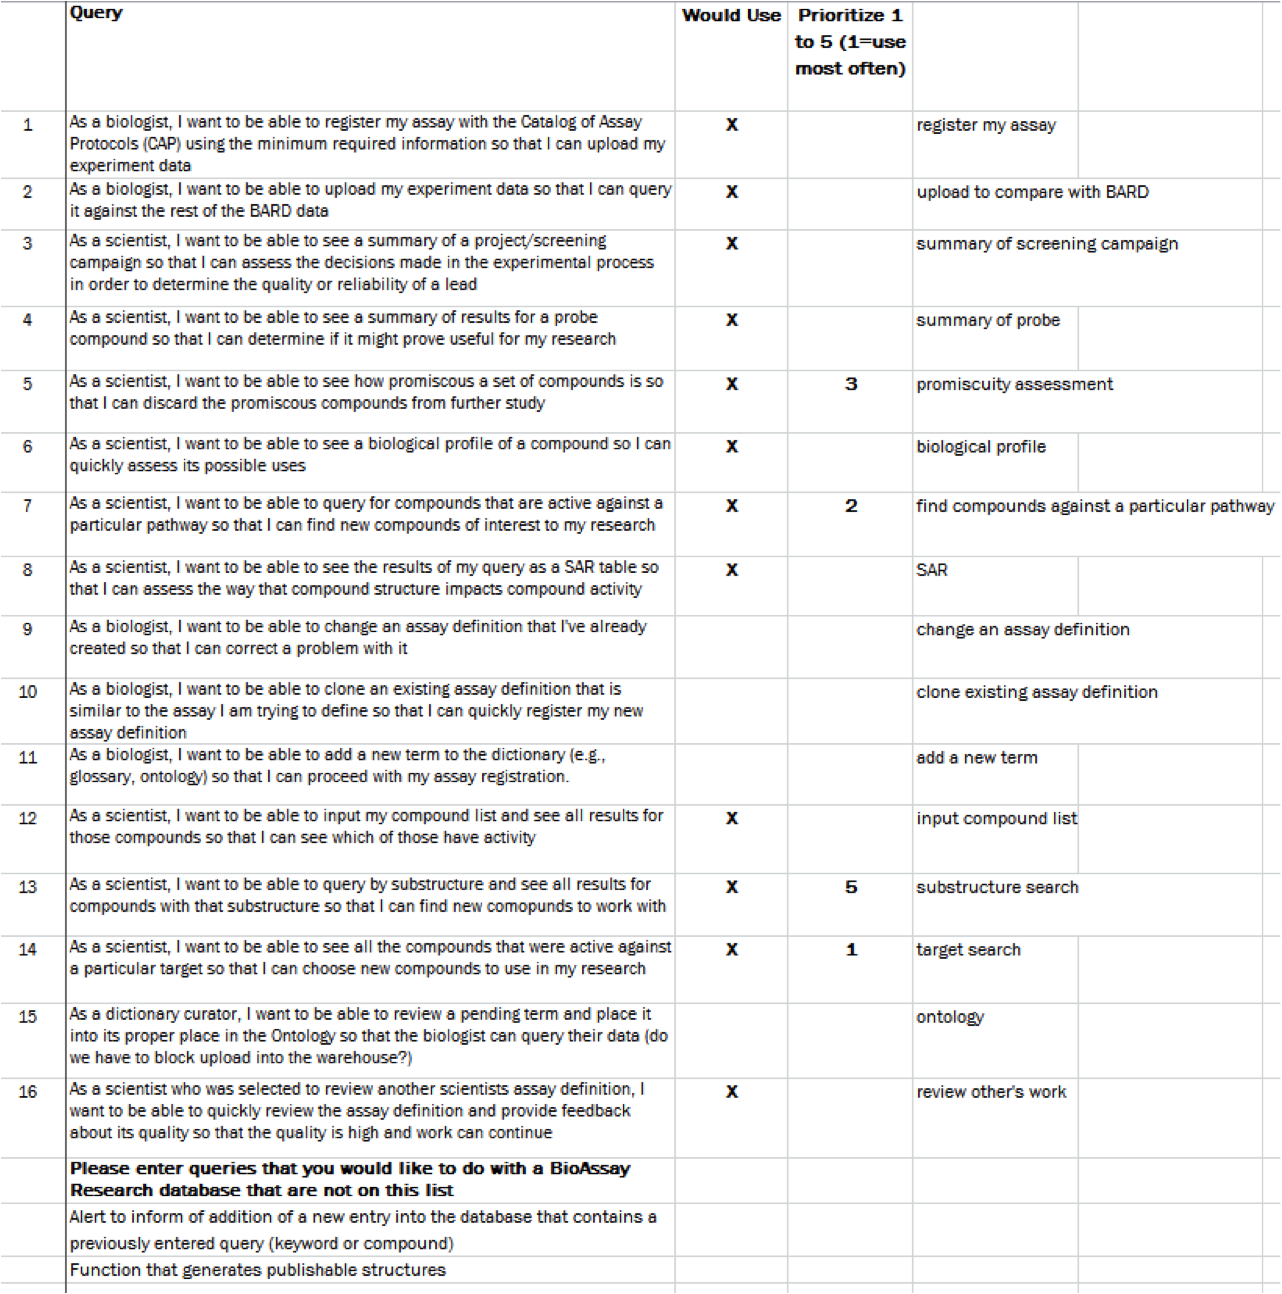 Query
Would Use
Prioritize 1
to 5 (1=use
most often)
1
As a biologist, I want to be able to register my assay with the Catalog of Assay
Protocols (CAP) using the minimum required information so that I can upload my
experiment data
X
register my assay
2
As a biologist, I want to be able to upload my experiment data so that I can query
it against the rest of the BARD data
X
upload to compare with BARD
3
As a scientist, I want to be able to see a summary of a project/screening
campaign so that I can assess the decisions made in the experimental process
in order to determine the quality or reliability of a lead
X
summary of screening campaign
4
As a scientist, I want to be able to see a summary of results for a probe
compound so that I can determine if it might prove useful for my research
X
summary of probe
5
As a scientist, I want to be able to see how promiscous a set of compounds is so
that I can discard the promiscous compounds from further study
X
3
promiscuity assessment
6
As a scientist, I want to be able to see a biological profile of a compound so I can
quickly assess its possible uses
X
biological profile
7
As a scientist, I want to be able to query for compounds that are active against a
particular pathway so that I can find new compounds of interest to my research
X
2
find compounds against a particular pathway
8
As a scientist, I want to be able to see the results of my query as a SAR table so
that I can assess the way that compound structure impacts compound activity
X
SAR
9
As a biologist, I want to be able to change an assay definition that I've already
created so that I can correct a problem with it
change an assay definition
10
As a biologist, I want to be able to clone an existing assay definition that is
similar to the assay I am trying to define so that I can quickly register my new
assay definition
clone existing assay definition
11
As a biologist, I want to be able to add a new term to the dictionary (e.g.,
glossary, ontology) so that I can proceed with my assay registration.
add a new term
12
As a scientist, I want to be able to input my compound list and see all results for
those compounds so that I can see which of those have activity
X
input compound list
13
As a scientist, I want to be able to query by substructure and see all results for
compounds with that substructure so that I can find new comopunds to work with
X
5
substructure search
14
As a scientist, I want to be able to see all the compounds that were active against
a particular target so that I can choose new compounds to use in my research
X
1
target search
15
As a dictionary curator, I want to be able to review a pending term and place it
into its proper place in the Ontology so that the biologist can query their data (do
we have to block upload into the warehouse?)
ontology
16
As a scientist who was selected to review another scientists assay definition, I
want to be able to quickly review the assay definition and provide feedback
about its quality so that the quality is high and work can continue
X
review other's work
Please enter queries that you would like to do with a BioAssay
Research database that are not on this list
Alert to inform of addition of a new entry into the database that contains a
previously entered query (keyword or compound)
Function that generates publishable structures